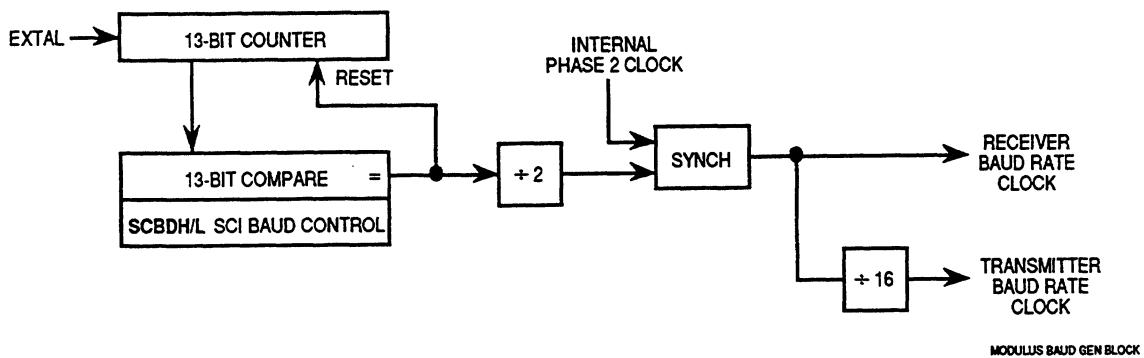 EXTAL
13-BIT COUNTER
RESET
INTERNAL
PHASE 2 CLOCK
13-BIT COMPARE =
SCBDH/L SCI BAUD CONTROL
÷ 2
SYNCH
RECEIVER
BAUD RATE
CLOCK
÷ 16
TRANSMITTER
BAUD RATE
CLOCK
MODULUS BAUD GEN BLOCK